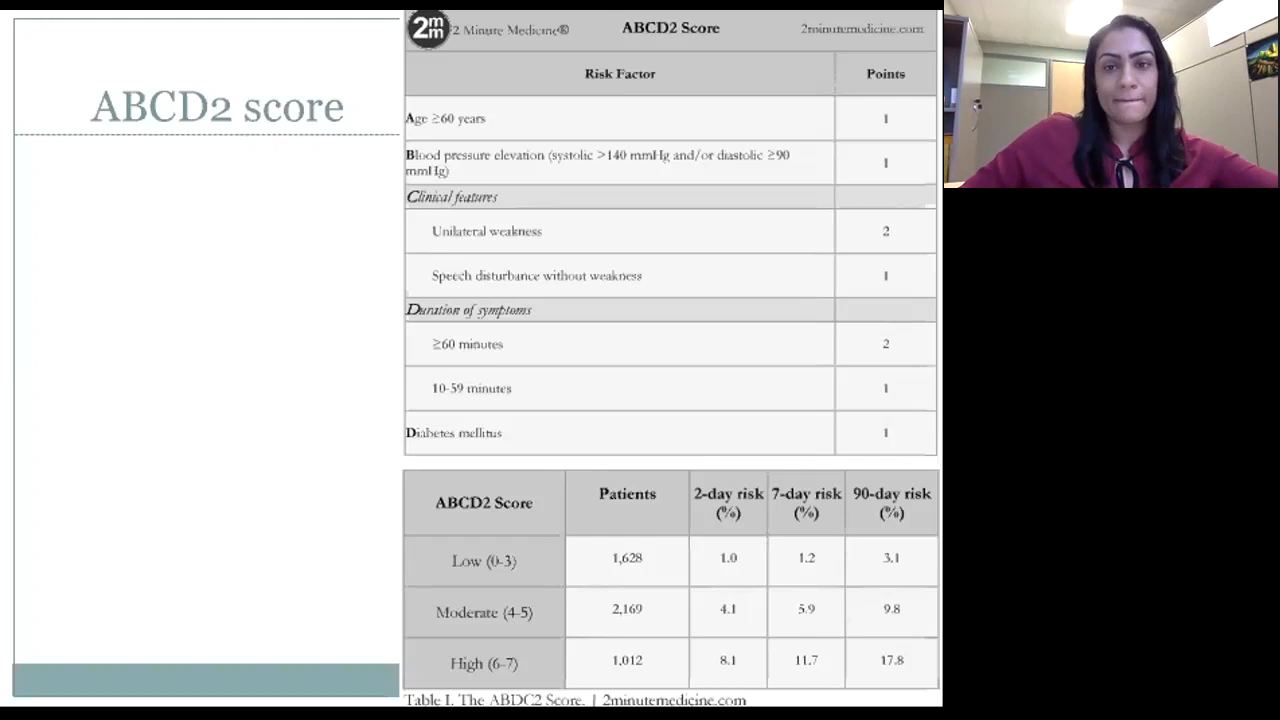 ABCD2 score
2mm 2 Minute Medicine® ABCD2 Score 2minutemedicine.com
Risk Factor Points
Age ≥60 years 1
Blood pressure elevation (systolic >140 mmHg and/or diastolic ≥90 1
mmHg)
Clinical features
Unilateral weakness 2
Speech disturbance without weakness 1
Duration of symptoms
≥60 minutes 2
10-59 minutes 1
Diabetes mellitus 1
ABCD2 Score Patients 2-day risk (%) 7-day risk (%) 90-day risk (%)
Low (0-3) 1,628 1.0 1.2 3.1
Moderate (4-5) 2,169 4.1 5.9 9.8
High (6-7) 1,012 8.1 11.7 17.8
Table I. The ABDC2 Score. | 2minutemedicine.com